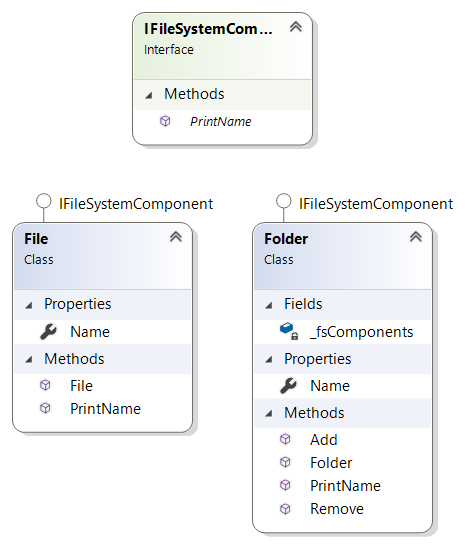 IFileSystemCom...
Interface
Methods
PrintName
IFileSystemComponent
File
Class
Properties
Name
Methods
File
PrintName
IFileSystemComponent
Folder
Class
Fields
_fsComponents
Properties
Name
Methods
Add
Folder
PrintName
Remove